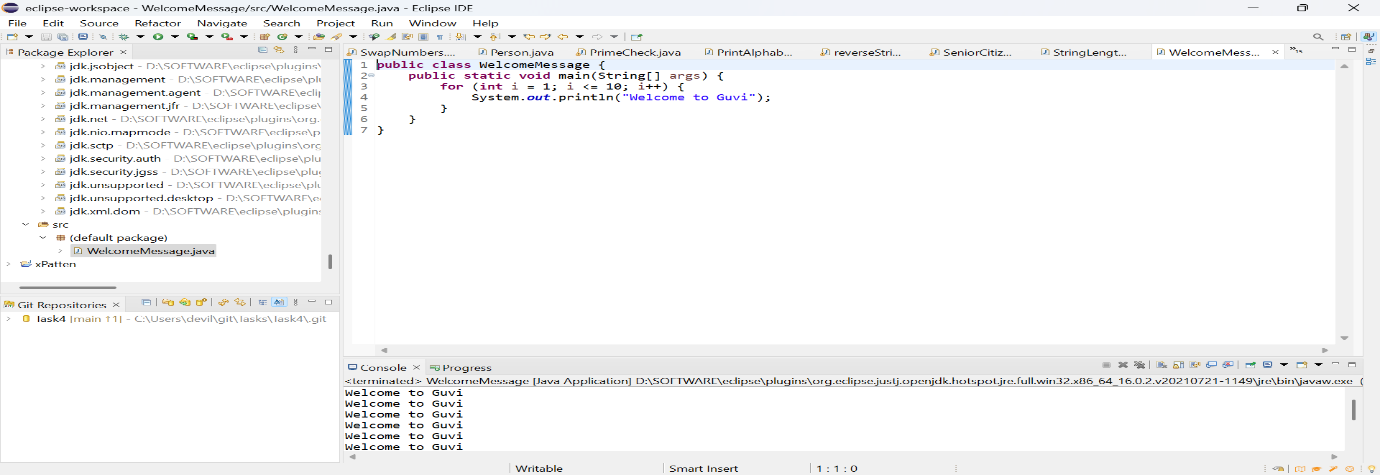 eclipse-workspace - WelcomeMessage/src/WelcomeMessage.java - Eclipse IDE
File Edit Source Refactor Navigate Search Project Run Window Help
Package Explorer
jdk.jsobject - D:\SOFTWARE\eclipse\plugins\
jdk.management - D:\SOFTWARE\eclipse\
jdk.management.agent - D:\SOFTWARE\ecli
jdk.management.jfr - D:\SOFTWARE\eclipse\
jdk.net - D:\SOFTWARE\eclipse\plugins\org.
jdk.nio.mapmode - D:\SOFTWARE\eclipse\p
jdk.sctp - D:\SOFTWARE\eclipse\plugins\org
jdk.security.auth - D:\SOFTWARE\eclipse\plu
jdk.security.jgss - D:\SOFTWARE\eclipse\plug
jdk.unsupported - D:\SOFTWARE\eclipse\plu
jdk.unsupported.desktop - D:\SOFTWARE\e
jdk.xml.dom - D:\SOFTWARE\eclipse\plugins
src
(default package)
WelcomeMessage.java
xPatten
Git Repositories
Task4 [main ↑1] - C:\Users\devil\git\Tasks\Task4\.git
SwapNumbers.... Person.java PrimeCheck.java PrintAlphab... reverseStri... SeniorCitiz... StringLengt... WelcomeMess...
1 public class WelcomeMessage {
2 public static void main(String[] args) {
3 for (int i = 1; i <= 10; i++) {
4 System.out.println("Welcome to Guvi");
5 }
6 }
7 }
Console Progress
<terminated> WelcomeMessage [Java Application] D:\SOFTWARE\eclipse\plugins\org.eclipse.justj.openjdk.hotspot.jre.full.win32.x86_64_16.0.2.v20210721-1149\jre\bin\javaw.exe (
Welcome to Guvi
Welcome to Guvi
Welcome to Guvi
Welcome to Guvi
Welcome to Guvi
Welcome to Guvi
Writable Smart Insert 1 : 1 : 0